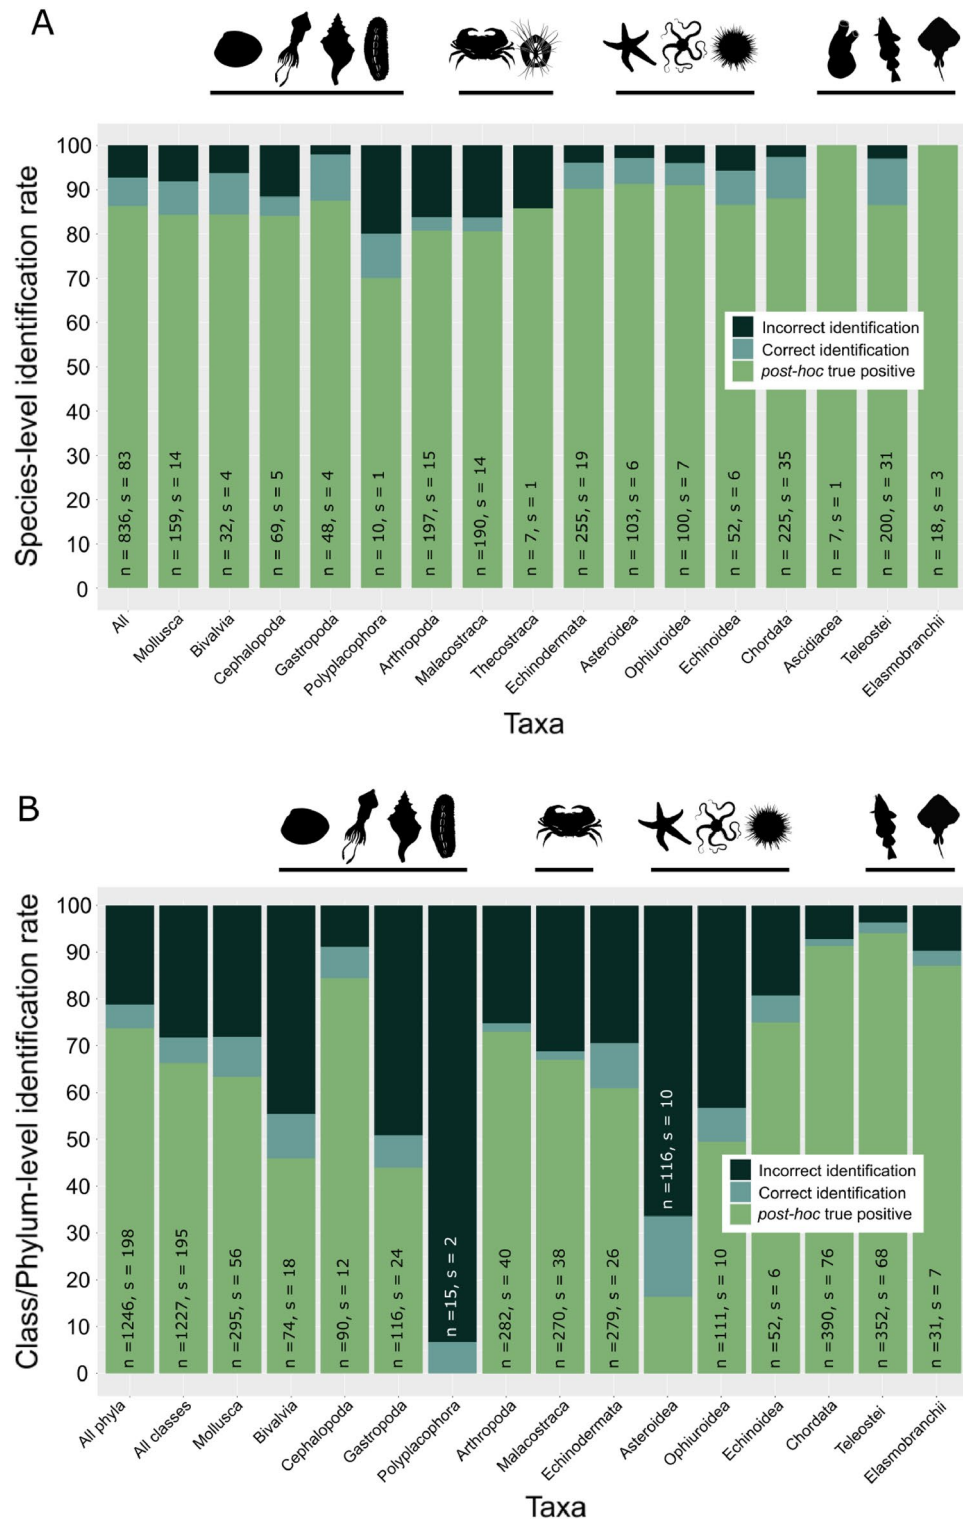 A
Species-level identification rate
100
90
80
70
60
50
40
30
20
10
0
Incorrect identification
Correct identification
post-hoc true positive
n = 836, s = 83
n = 159, s = 14
n = 32, s = 4
n = 69, s = 5
n = 48, s = 4
n = 10, s = 1
n = 197, s = 15
n =190, s = 14
n = 7, s = 1
n = 255, s = 19
n = 103, s = 6
n = 100, s = 7
n = 52, s = 6
n = 225, s = 35
n = 7, s = 1
n = 200, s = 31
n = 18, s = 3
All
Mollusca
Bivalvia
Cephalopoda
Gastropoda
Polyplacophora
Arthropoda
Malacostraca
Thecostraca
Echinodermata
Asteroidea
Ophiuroidea
Echinoidea
Chordata
Ascidiacea
Teleostei
Elasmobranchii
Taxa
B
Class/Phylum-level identification rate
100
90
80
70
60
50
40
30
20
10
0
Incorrect identification
Correct identification
post-hoc true positive
n =1246, s = 198
n =1227, s = 195
n =295, s = 56
n =74, s = 18
n =90, s = 12
n =116, s = 24
n =15, s = 2
n =282, s = 40
n =270, s = 38
n =279, s = 26
n =116, s = 10
n =111, s = 10
n =52, s = 6
n =390, s = 76
n =352, s = 68
n =31, s = 7
All phyla
All classes
Mollusca
Bivalvia
Cephalopoda
Gastropoda
Polyplacophora
Arthropoda
Malacostraca
Echinodermata
Asteroidea
Ophiuroidea
Echinoidea
Chordata
Teleostei
Elasmobranchii
Taxa